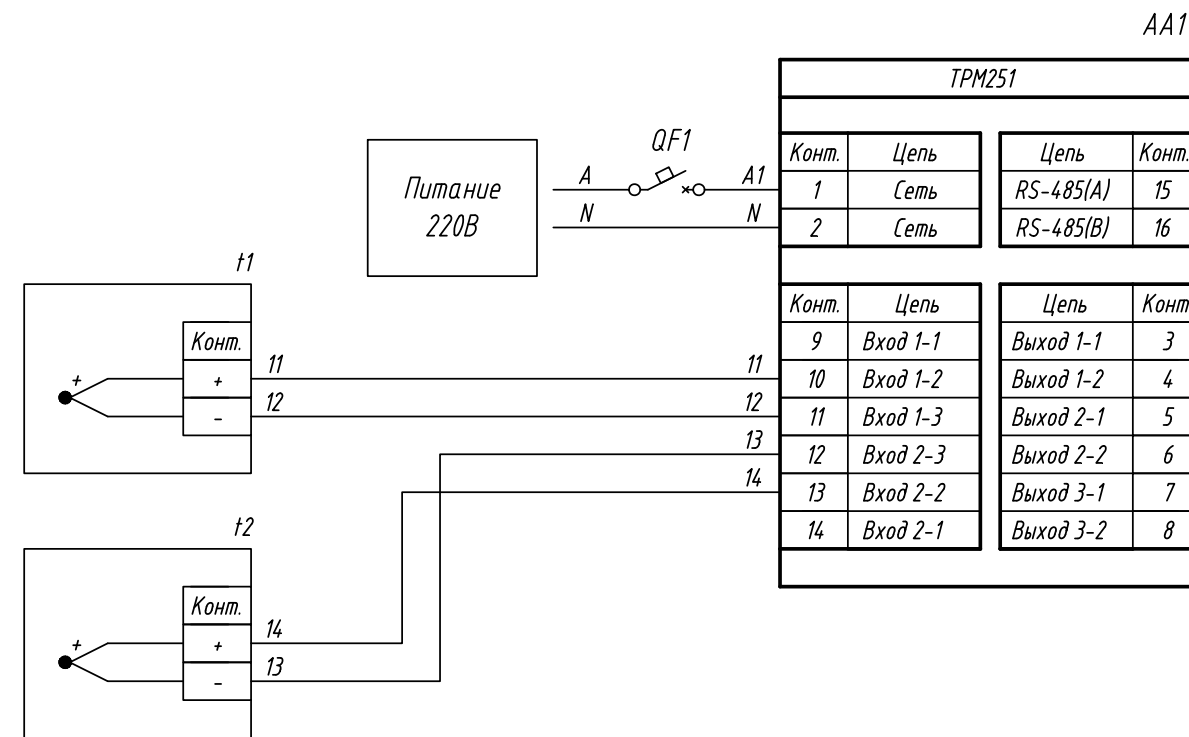 AA1
ТРМ251
QF1
Конт. Цепь Цепь Конт.
Питание
220В
A A1 1 Сеть RS-485(A) 15
N N 2 Сеть RS-485(B) 16
t1
Конт. Цепь Цепь Конт
9 Вход 1-1 Выход 1-1 3
Конт.
+ + 11 11 10 Вход 1-2 Выход 1-2 4
- 12 12 11 Вход 1-3 Выход 2-1 5
13 12 Вход 2-3 Выход 2-2 6
14 13 Вход 2-2 Выход 3-1 7
14 Вход 2-1 Выход 3-2 8
t2
Конт.
+ + 14
- 13